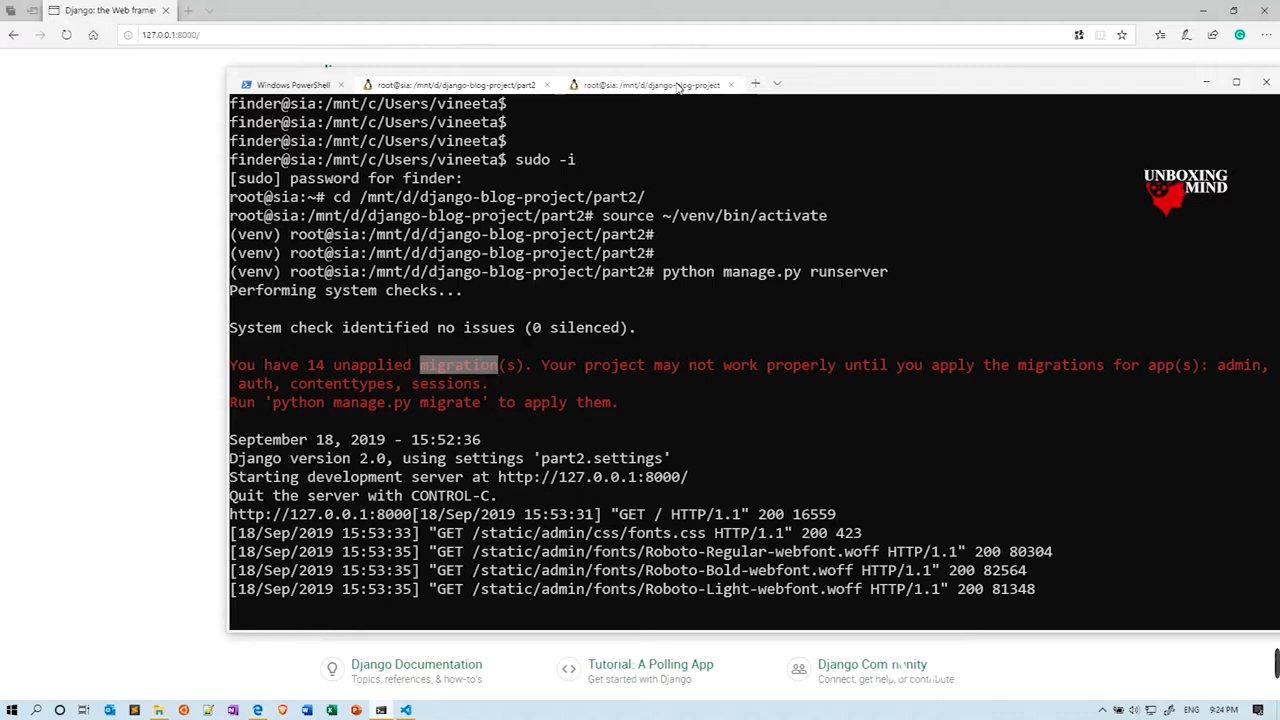 Django: the Web framew
127.0.0.1:8000/
Windows PowerShell
root@sia: /mnt/d/django-blog-project/part2
root@sia: /mnt/d/django-blog-project
finder@sia:/mnt/c/Users/vineeta$
finder@sia:/mnt/c/Users/vineeta$
finder@sia:/mnt/c/Users/vineeta$
finder@sia:/mnt/c/Users/vineeta$ sudo -i
[sudo] password for finder:
root@sia:~# cd /mnt/d/django-blog-project/part2/
root@sia:/mnt/d/django-blog-project/part2# source ~/venv/bin/activate
(venv) root@sia:/mnt/d/django-blog-project/part2#
(venv) root@sia:/mnt/d/django-blog-project/part2#
(venv) root@sia:/mnt/d/django-blog-project/part2# python manage.py runserver
Performing system checks...
System check identified no issues (0 silenced).
You have 14 unapplied migration(s). Your project may not work properly until you apply the migrations for app(s): admin,
auth, contenttypes, sessions.
Run 'python manage.py migrate' to apply them.
September 18, 2019 - 15:52:36
Django version 2.0, using settings 'part2.settings'
Starting development server at http://127.0.0.1:8000/
Quit the server with CONTROL-C.
http://127.0.0.1:8000[18/Sep/2019 15:53:31] "GET / HTTP/1.1" 200 16559
[18/Sep/2019 15:53:33] "GET /static/admin/css/fonts.css HTTP/1.1" 200 423
[18/Sep/2019 15:53:35] "GET /static/admin/fonts/Roboto-Regular-webfont.woff HTTP/1.1" 200 80304
[18/Sep/2019 15:53:35] "GET /static/admin/fonts/Roboto-Bold-webfont.woff HTTP/1.1" 200 82564
[18/Sep/2019 15:53:35] "GET /static/admin/fonts/Roboto-Light-webfont.woff HTTP/1.1" 200 81348
UNBOXING
MIND
Django Documentation
Topics, references, & how-to's
Tutorial: A Polling App
Get started with Django
Django Community
Connect, get help, or contribute
ENG
9:24 PM